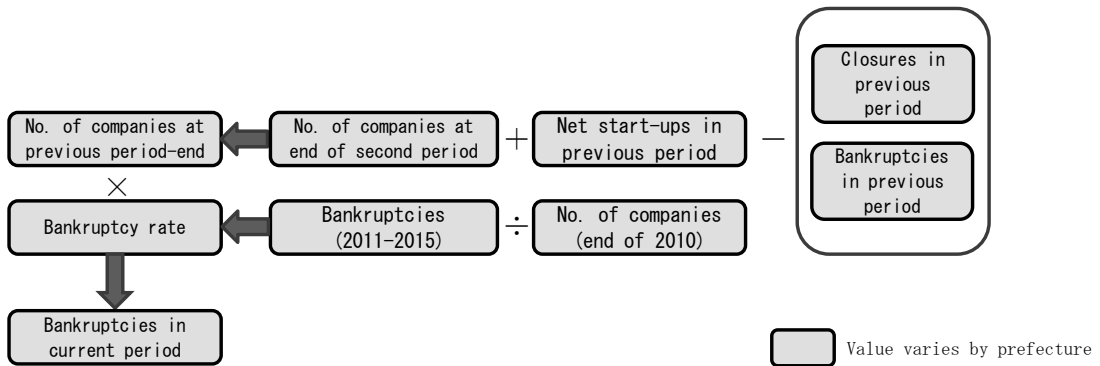 Closures in
previous
period
No. of companies at
previous period-end
No. of companies at
end of second period
+
Net start-ups in
previous period
−
Bankruptcies
in previous
period
×
Bankruptcy rate
Bankruptcies
(2011-2015)
÷
No. of companies
(end of 2010)
Bankruptcies in
current period
Value varies by prefecture